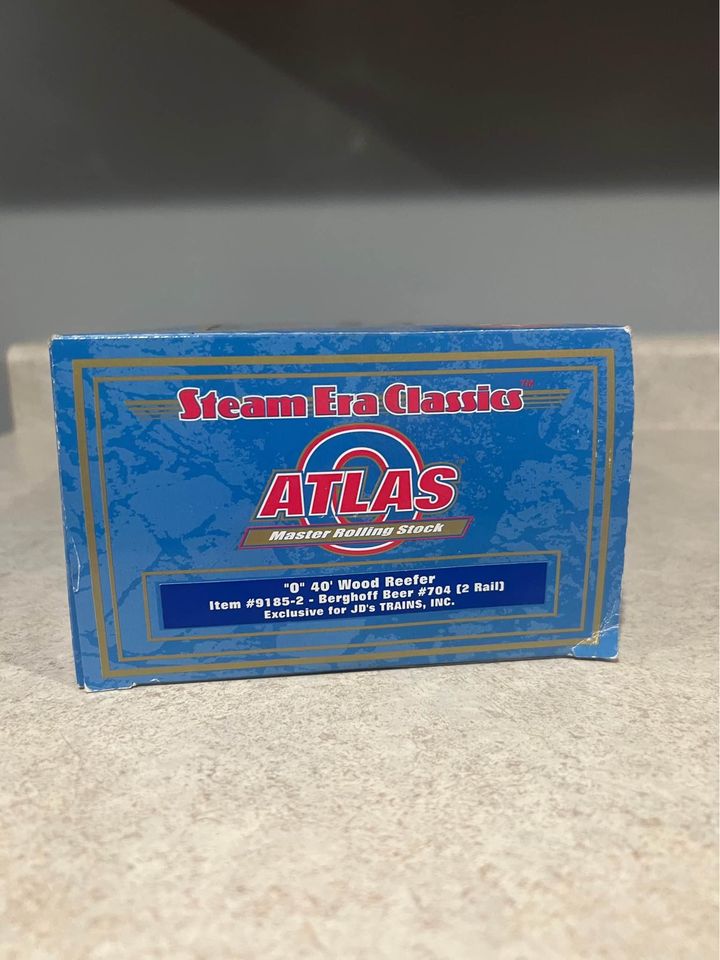 Steam Era Classics™
ATLAS
Master Rolling Stock
"O" 40' Wood Reefer
Item #9185-2 - Berghoff Beer #704 (2 Rail)
Exclusive for JD's TRAINS, INC.